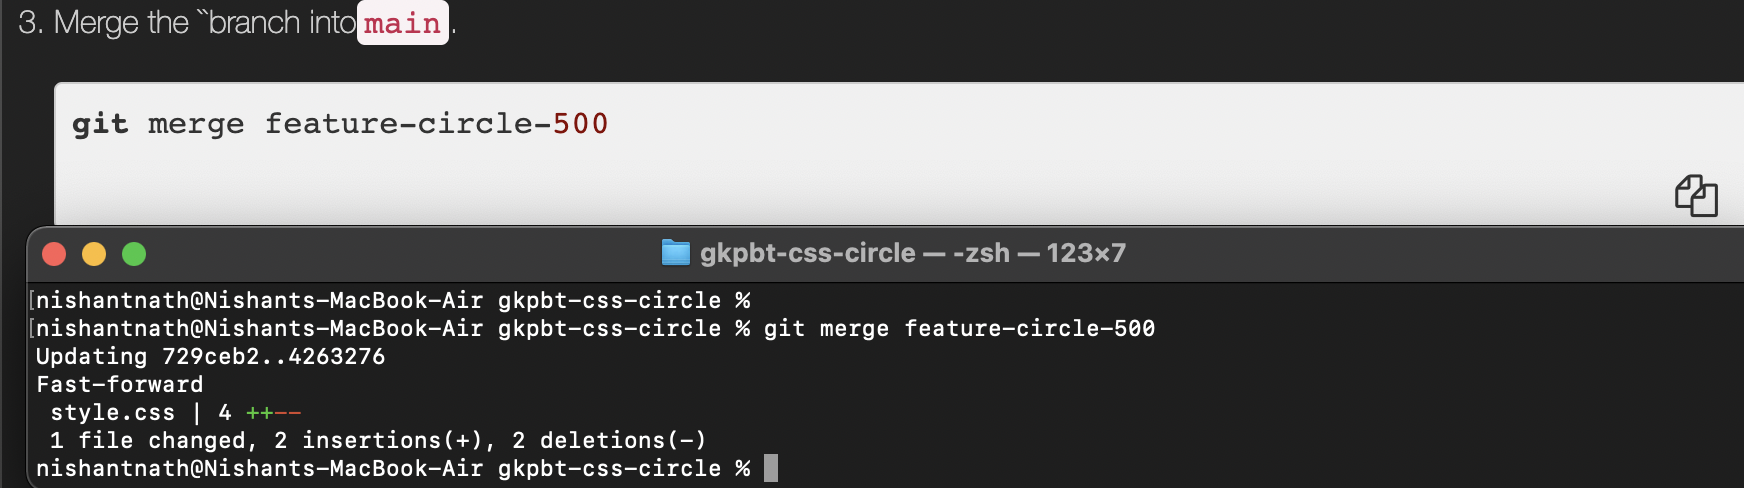 3. Merge the ``branch into main.
git merge feature-circle-500
gkpbt-css-circle — -zsh — 123×7
[nishantnath@Nishants-MacBook-Air gkpbt-css-circle %
[nishantnath@Nishants-MacBook-Air gkpbt-css-circle % git merge feature-circle-500
Updating 729ceb2..4263276
Fast-forward
 style.css | 4 ++--
 1 file changed, 2 insertions(+), 2 deletions(-)
nishantnath@Nishants-MacBook-Air gkpbt-css-circle %